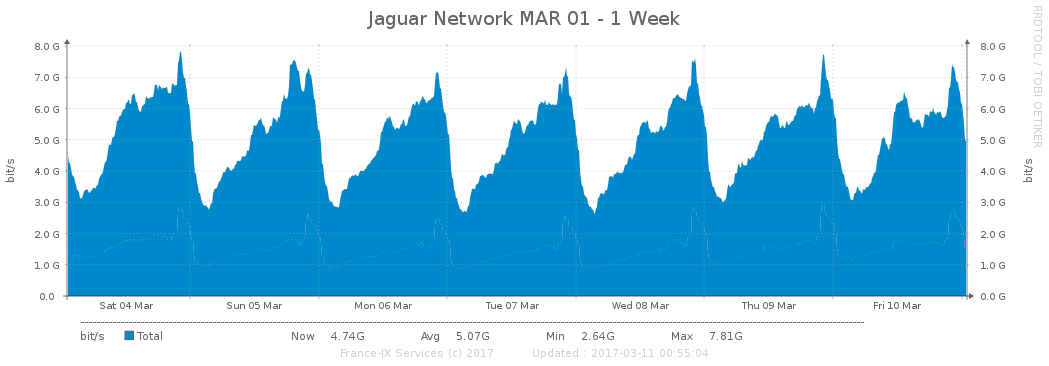 Jaguar Network MAR 01 - 1 Week
RRDTOOL / TOBI OETIKER
bit/s
bit/s
8.0 G 8.0 G
7.0 G 7.0 G
6.0 G 6.0 G
5.0 G 5.0 G
4.0 G 4.0 G
3.0 G 3.0 G
2.0 G 2.0 G
1.0 G 1.0 G
0.0 0.0 G
Sat 04 Mar Sun 05 Mar Mon 06 Mar Tue 07 Mar Wed 08 Mar Thu 09 Mar Fri 10 Mar
bit/s Total Now 4.74G Avg 5.07G Min 2.64G Max 7.81G
France-IX Services (c) 2017 Updated : 2017-03-11 00:55:04